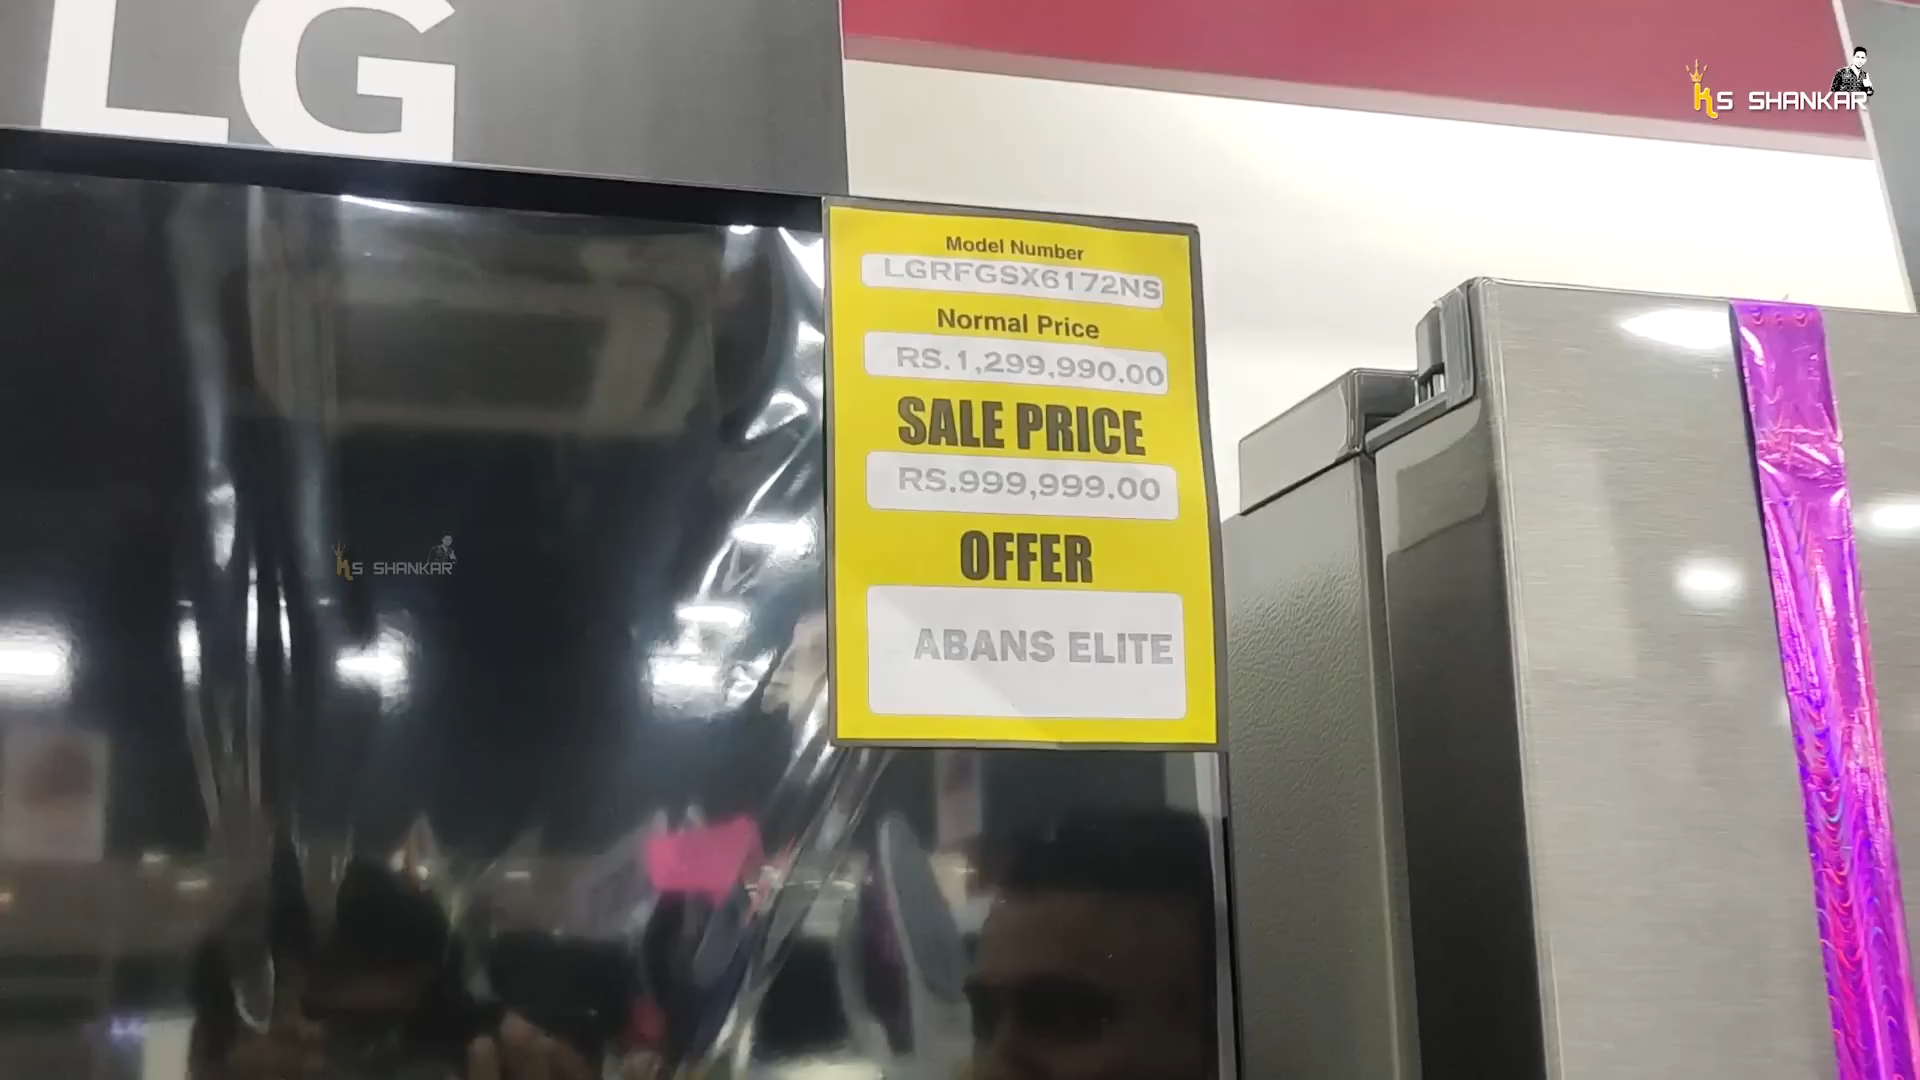 LG
KS SHANKAR
Model Number
LGRFGSX6172NS
Normal Price
RS.1,299,990.00
SALE PRICE
RS.999,999.00
OFFER
ABANS ELITE
KS SHANKAR